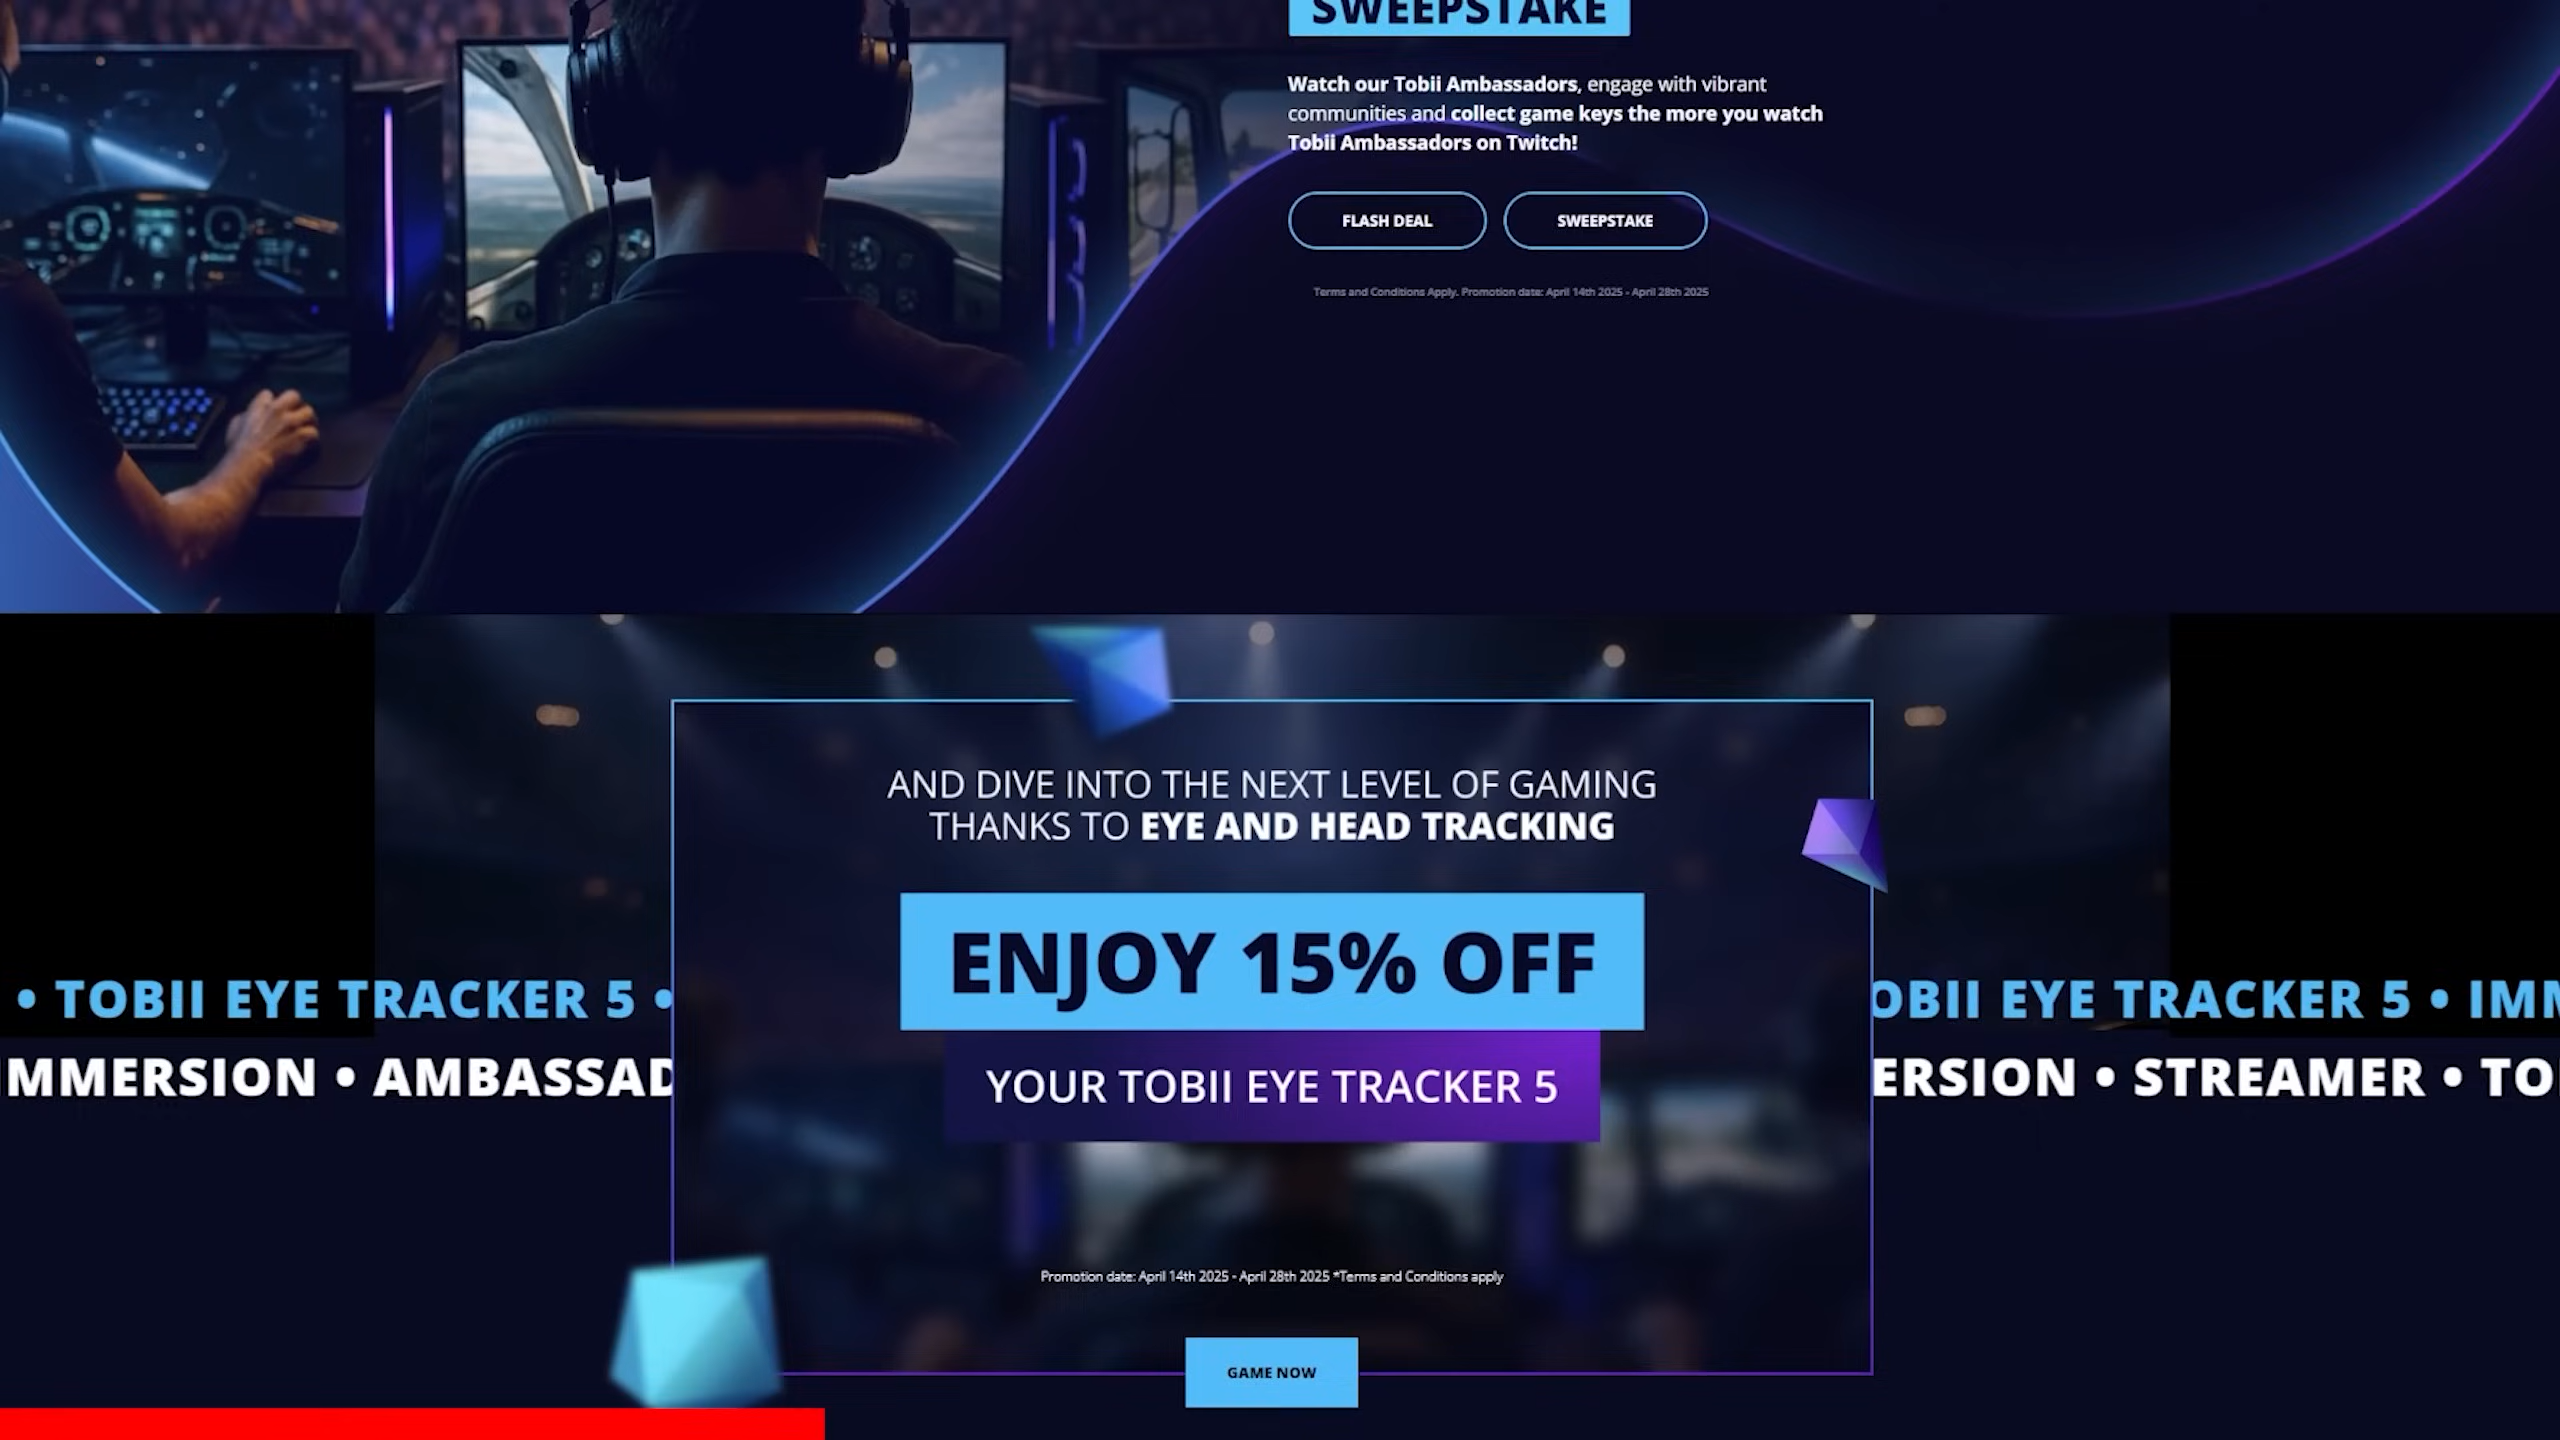 SWEEPSTAKE
Watch our Tobii Ambassadors, engage with vibrant
communities and collect game keys the more you watch
Tobii Ambassadors on Twitch!
FLASH DEAL
SWEEPSTAKE
Terms and Conditions Apply. Promotion date: April 14th 2025 - April 28th 2025
AND DIVE INTO THE NEXT LEVEL OF GAMING
THANKS TO EYE AND HEAD TRACKING
ENJOY 15% OFF
YOUR TOBII EYE TRACKER 5
• TOBII EYE TRACKER 5 •
MMERSION • AMBASSAD
OBII EYE TRACKER 5 • IMM
ERSION • STREAMER • TO
Promotion date: April 14th 2025 - April 28th 2025 *Terms and Conditions apply
GAME NOW